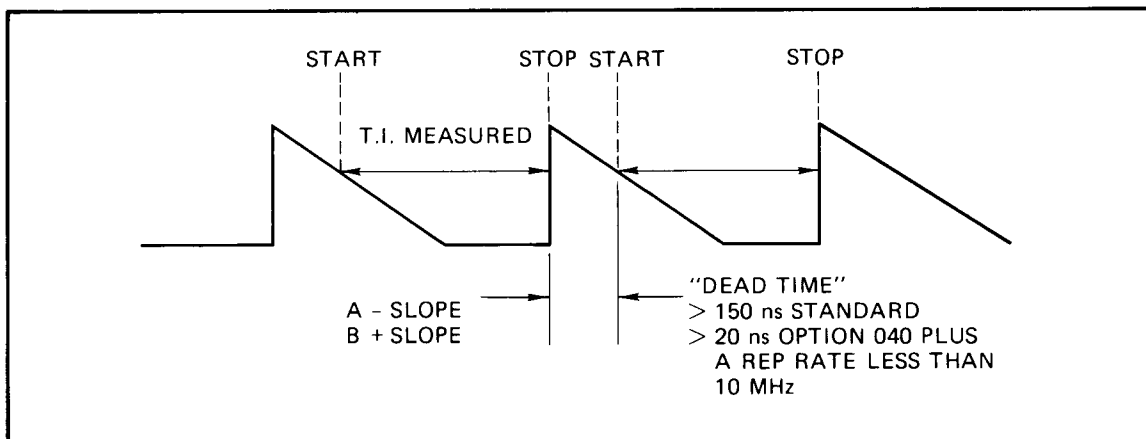 START STOP START STOP
T.I. MEASURED
A – SLOPE
B + SLOPE
"DEAD TIME"
> 150 ns STANDARD
> 20 ns OPTION 040 PLUS
A REP RATE LESS THAN
10 MHz